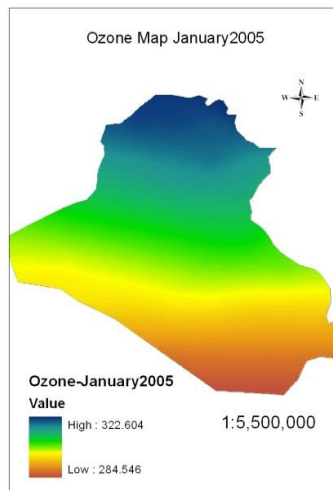 Ozone Map January2005
N
W E
S
Ozone-January2005
Value
High : 322.604
1:5,500,000
Low : 284.546